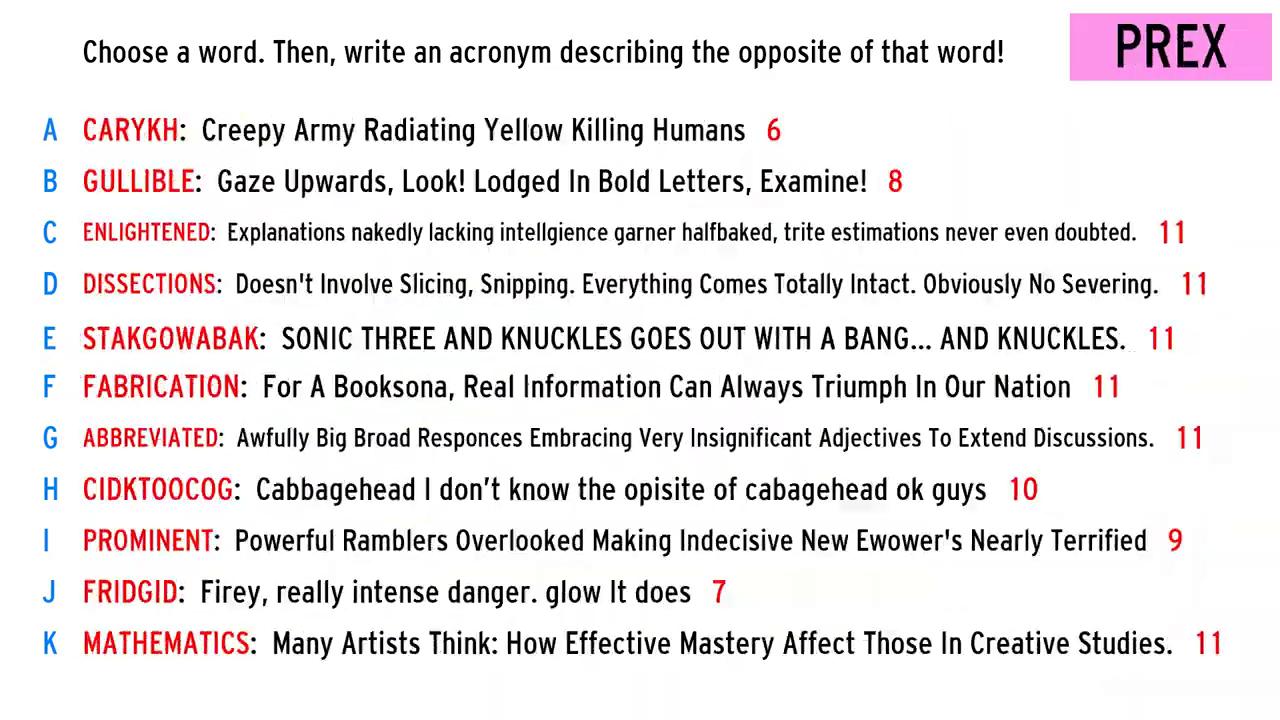 Choose a word. Then, write an acronym describing the opposite of that word!
PREX
A CARYKH: Creepy Army Radiating Yellow Killing Humans 6
B GULLIBLE: Gaze Upwards, Look! Lodged In Bold Letters, Examine! 8
C ENLIGHTENED: Explanations nakedly lacking intellgience garner halfbaked, trite estimations never even doubted. 11
D DISSECTIONS: Doesn't Involve Slicing, Snipping. Everything Comes Totally Intact. Obviously No Severing. 11
E STAKGOWABAK: SONIC THREE AND KNUCKLES GOES OUT WITH A BANG... AND KNUCKLES. 11
F FABRICATION: For A Booksona, Real Information Can Always Triumph In Our Nation 11
G ABBREVIATED: Awfully Big Broad Responces Embracing Very Insignificant Adjectives To Extend Discussions. 11
H CIDKTOOCOG: Cabbagehead I don’t know the opisite of cabagehead ok guys 10
I PROMINENT: Powerful Ramblers Overlooked Making Indecisive New Ewower's Nearly Terrified 9
J FRIDGID: Firey, really intense danger. glow It does 7
K MATHEMATICS: Many Artists Think: How Effective Mastery Affect Those In Creative Studies. 11